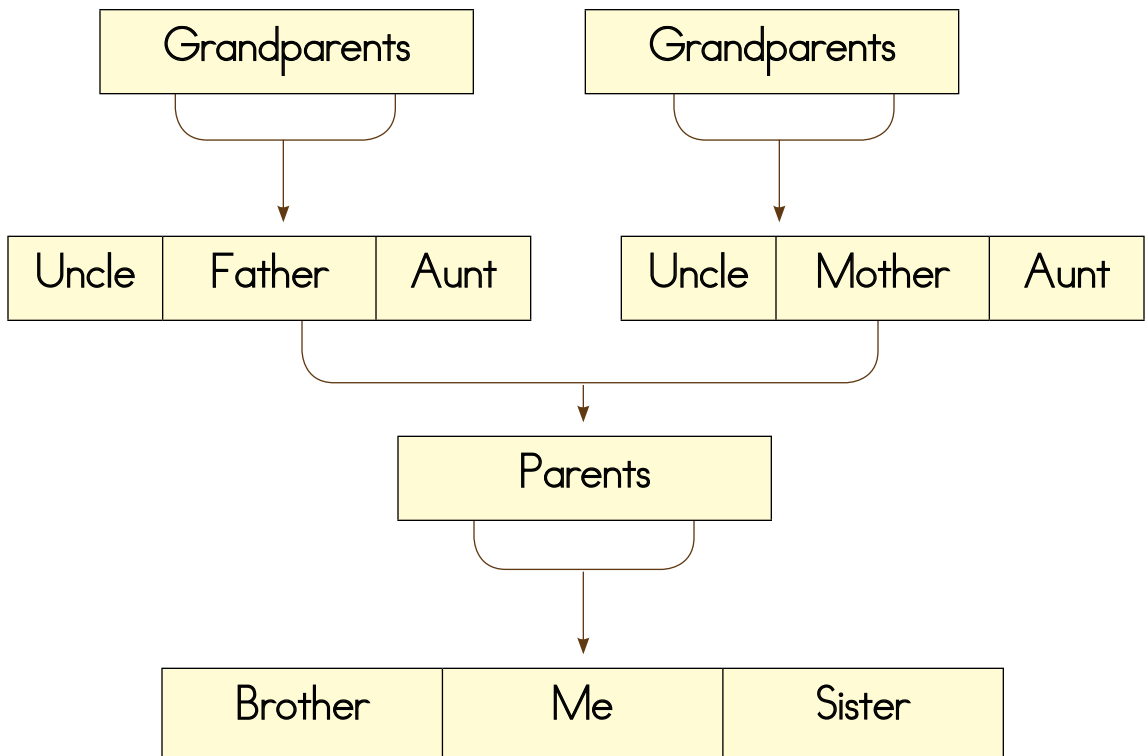 Grandparents Grandparents
Uncle Father Aunt Uncle Mother Aunt
Parents
Brother Me Sister